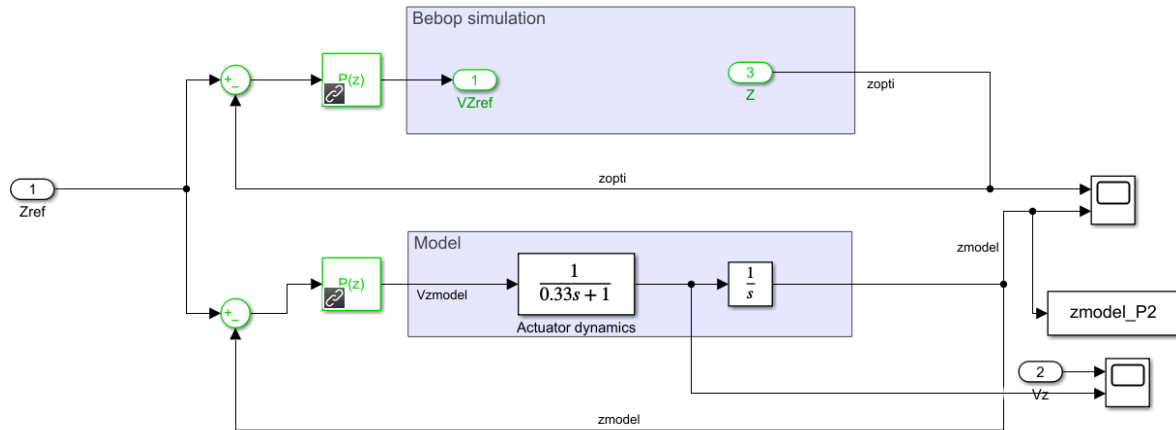 Bebop simulation
+
−
P(z)
1
VZref
3
Z
zopti
zopti
1
Zref
Model
zmodel
+
−
P(z)
Vzmodel
1
0.33s + 1
Actuator dynamics
1
s
zmodel_P2
2
Vz
zmodel